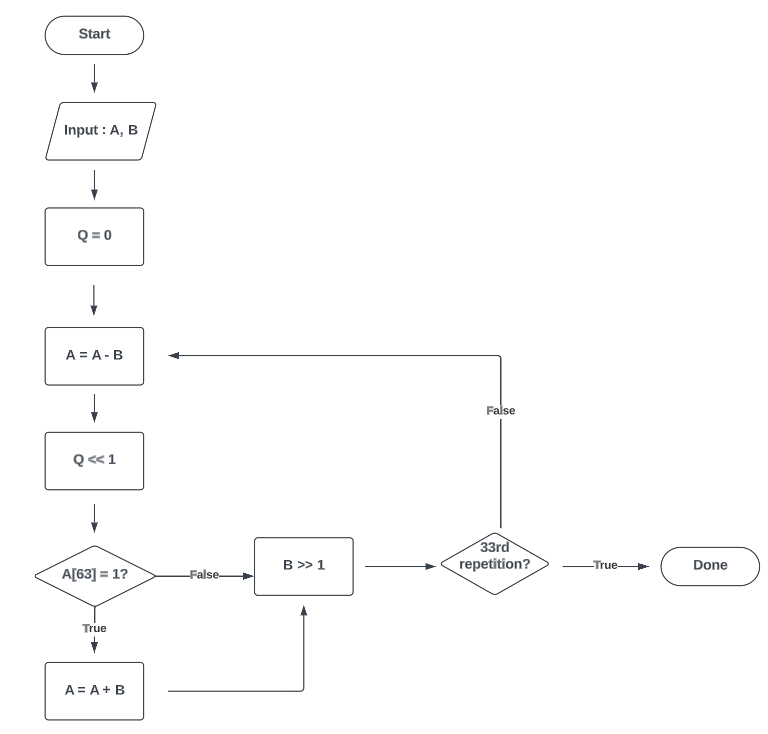 Start
Input : A, B
Q = 0
A = A - B
Q << 1
A[63] = 1?
True
A = A + B
False
B >> 1
33rd
repetition?
False
True
Done